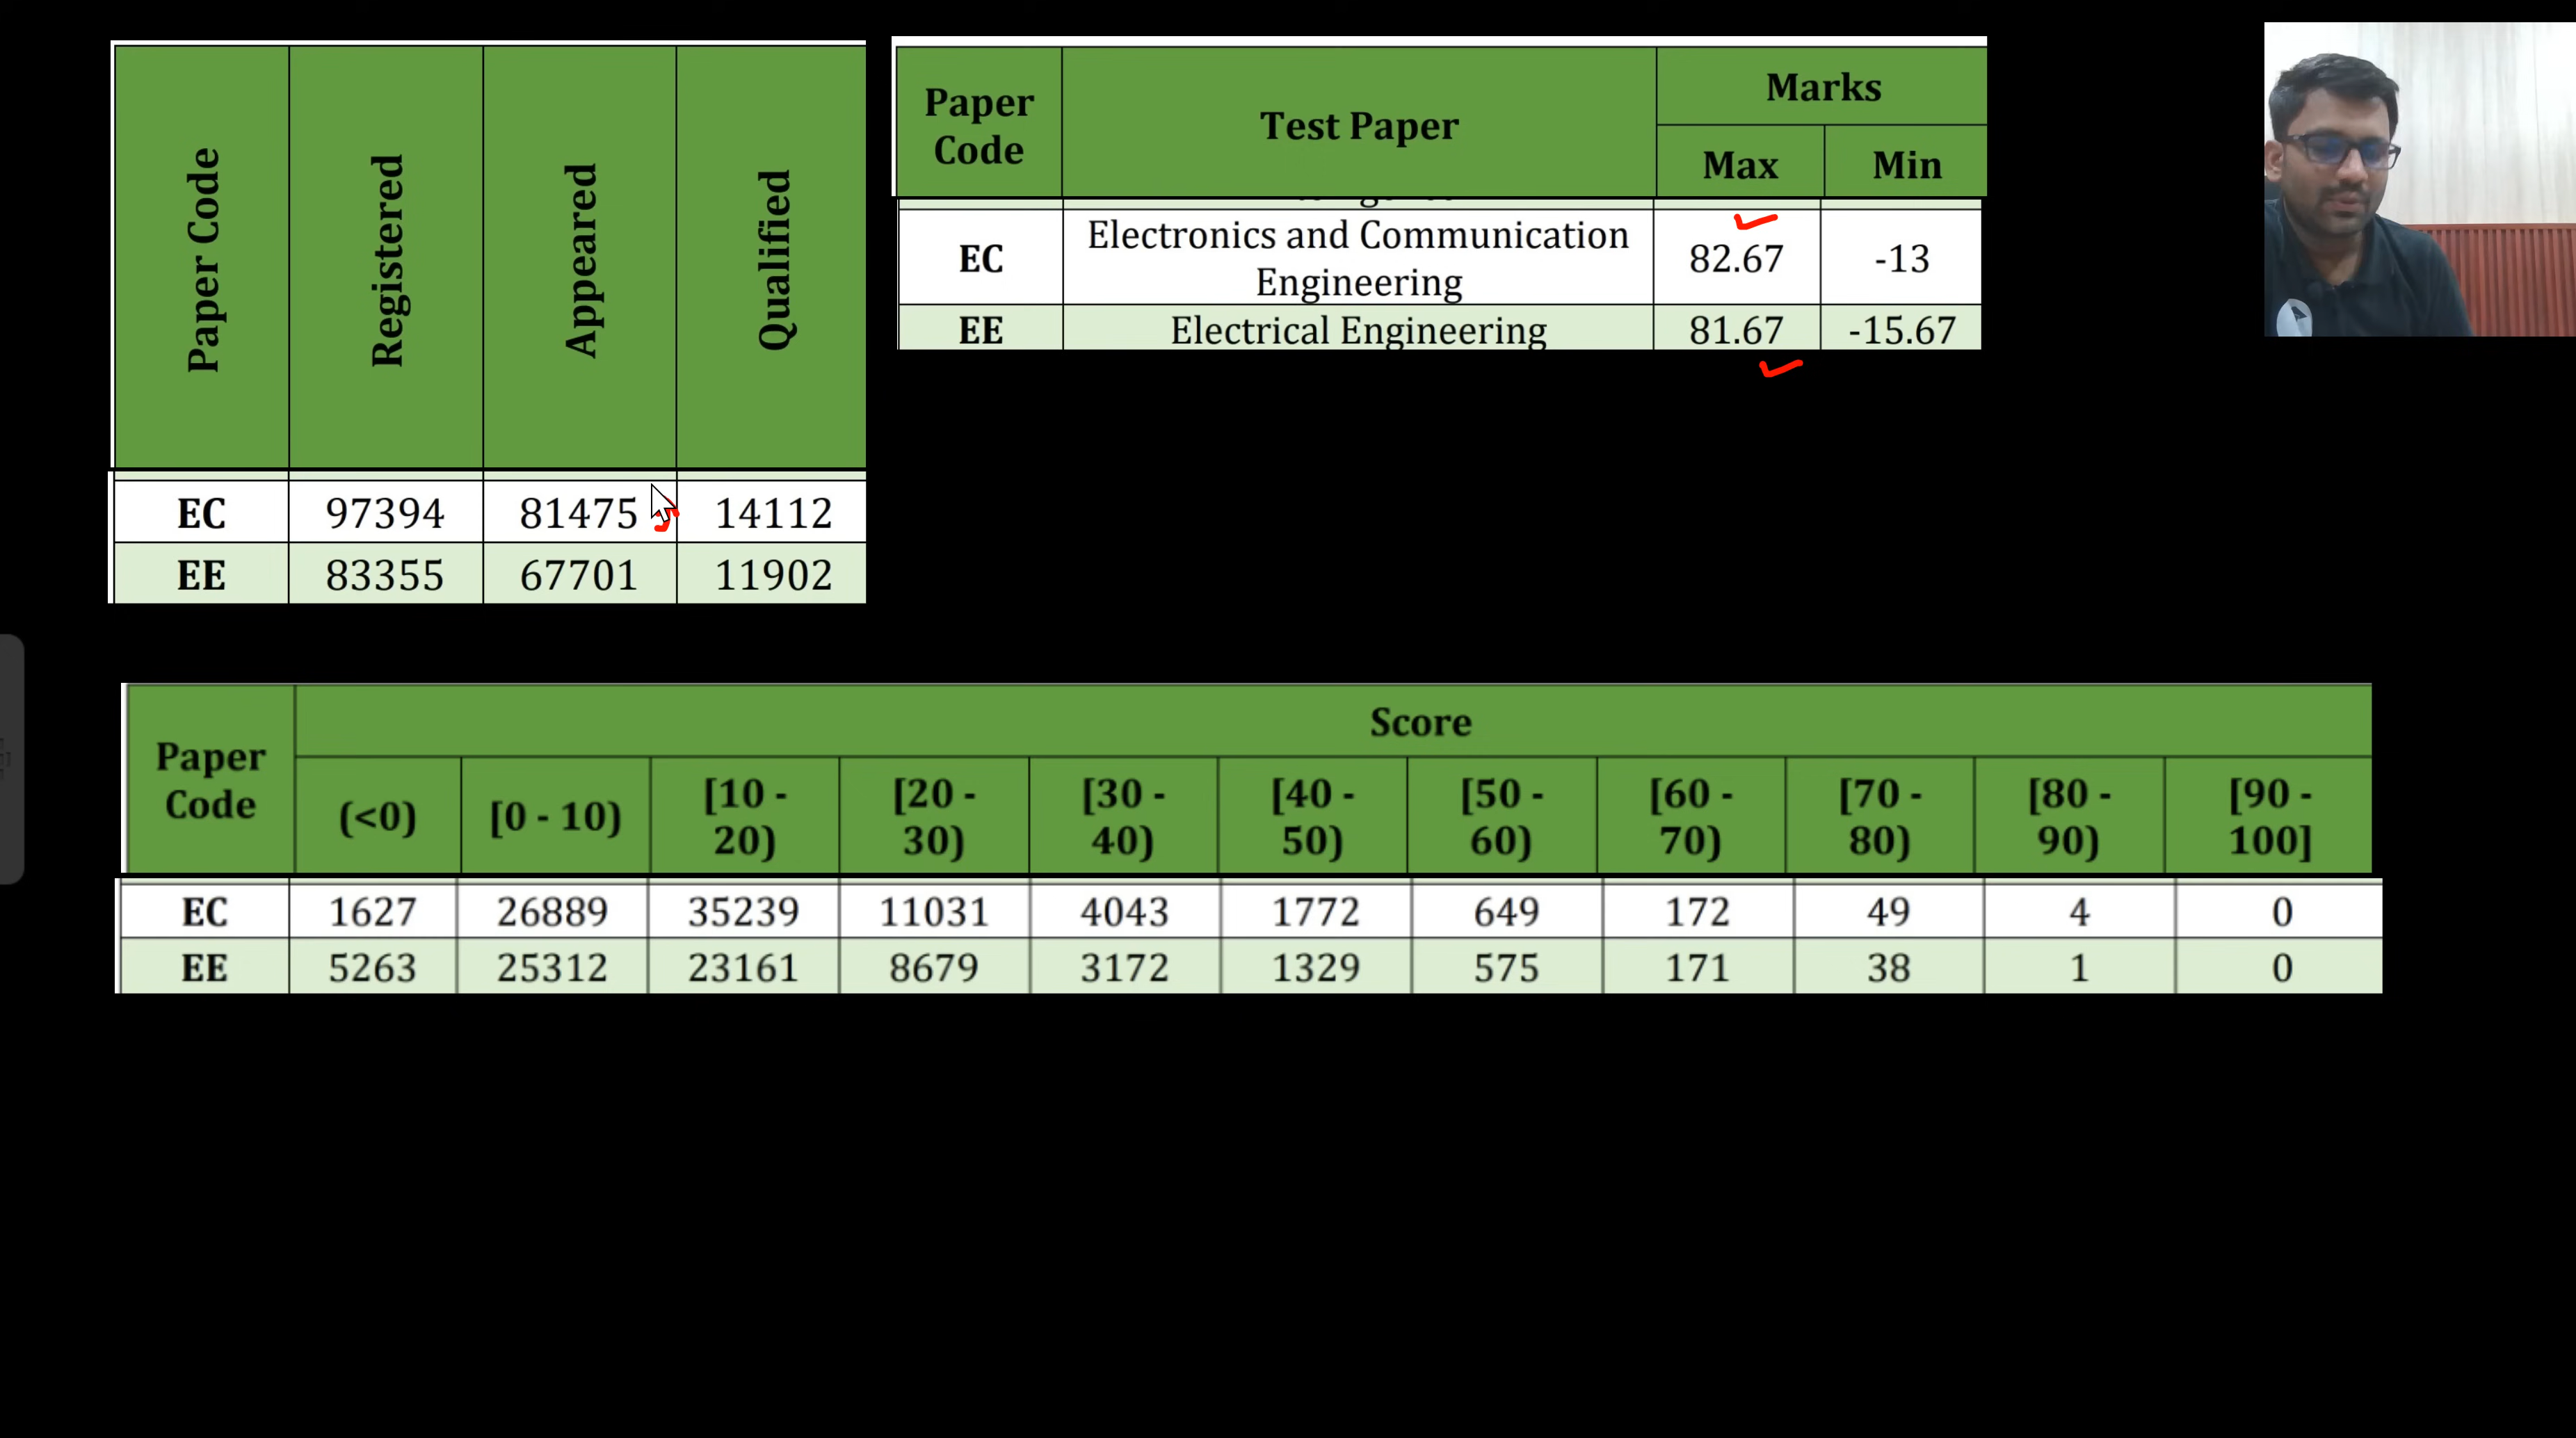 Paper Code Registered Appeared Qualified
EC 97394 81475 14112
EE 83355 67701 11902
Paper Code Test Paper Marks
Max Min
EC Electronics and Communication Engineering 82.67 -13
EE Electrical Engineering 81.67 -15.67
Paper Code Score
(<0) [0 - 10) [10 - 20) [20 - 30) [30 - 40) [40 - 50) [50 - 60) [60 - 70) [70 - 80) [80 - 90) [90 - 100]
EC 1627 26889 35239 11031 4043 1772 649 172 49 4 0
EE 5263 25312 23161 8679 3172 1329 575 171 38 1 0